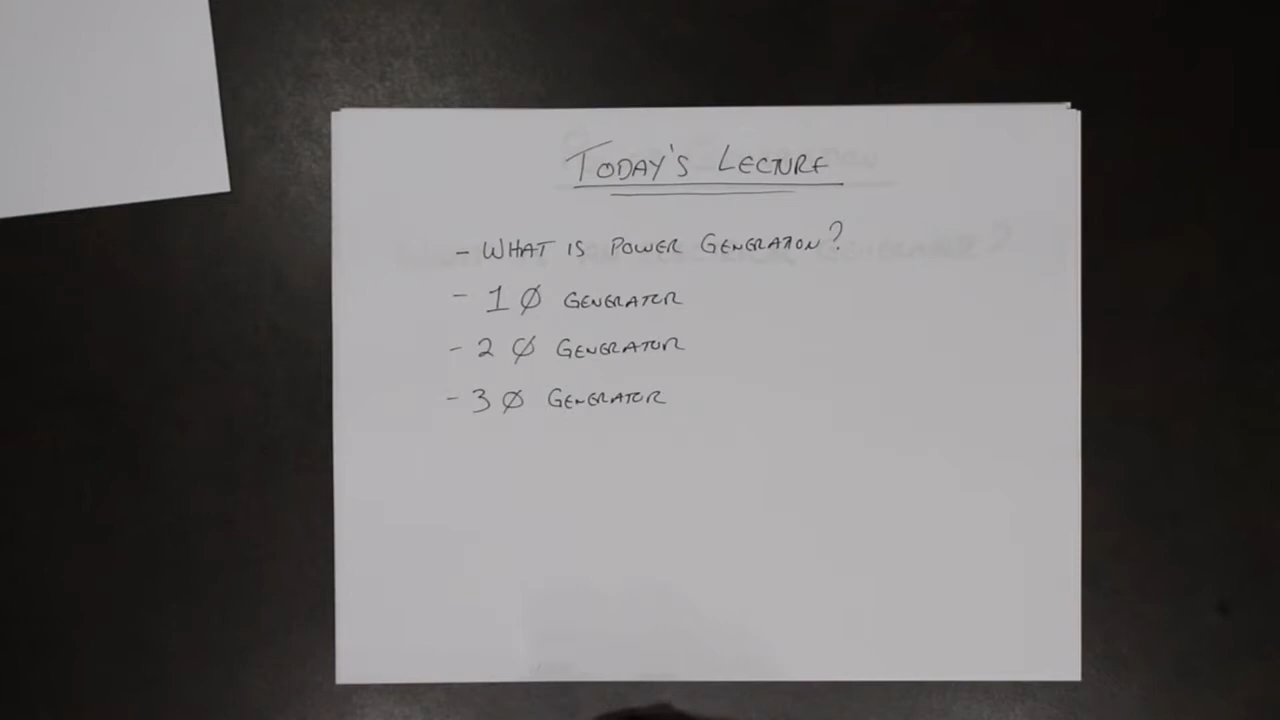 TODAY'S LECTURE
- WHAT IS POWER GENERATION?
- 1 Ø GENERATOR
- 2 Ø GENERATOR
- 3 Ø GENERATOR